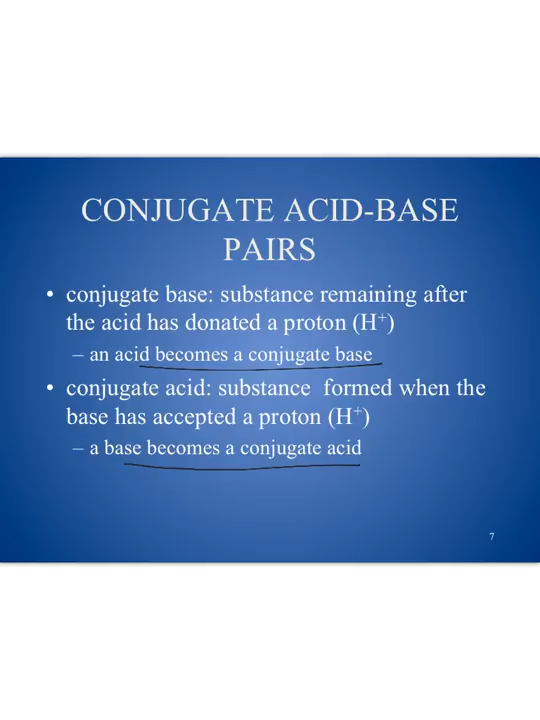 CONJUGATE ACID-BASE
PAIRS
• conjugate base: substance remaining after
the acid has donated a proton (H⁺)
– an acid becomes a conjugate base
• conjugate acid: substance  formed when the
base has accepted a proton (H⁺)
– a base becomes a conjugate acid
7